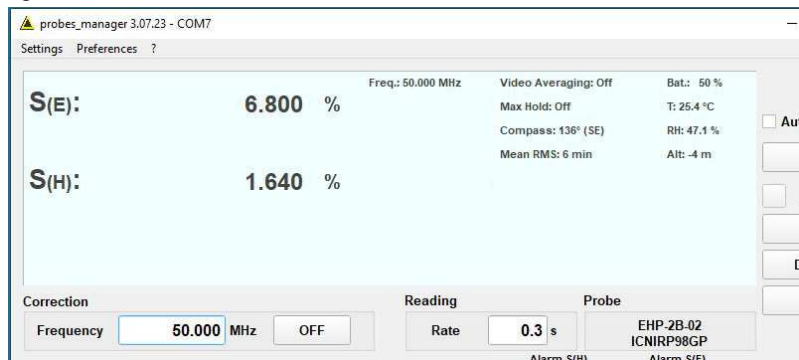 probes_manager 3.07.23 - COM7
Settings Preferences ?
S(E): 6.800 % Freq.: 50.000 MHz Video Averaging: Off Bat.: 50 %
Max Hold: Off T: 25.4 °C
Compass: 136° (SE) RH: 47.1 %
Mean RMS: 6 min Alt: -4 m
S(H): 1.640 %
Correction Reading Probe
Frequency 50.000 MHz OFF Rate 0.3 s EHP-2B-02
ICNIRP98GP
Alarm S(H) Alarm S(E)